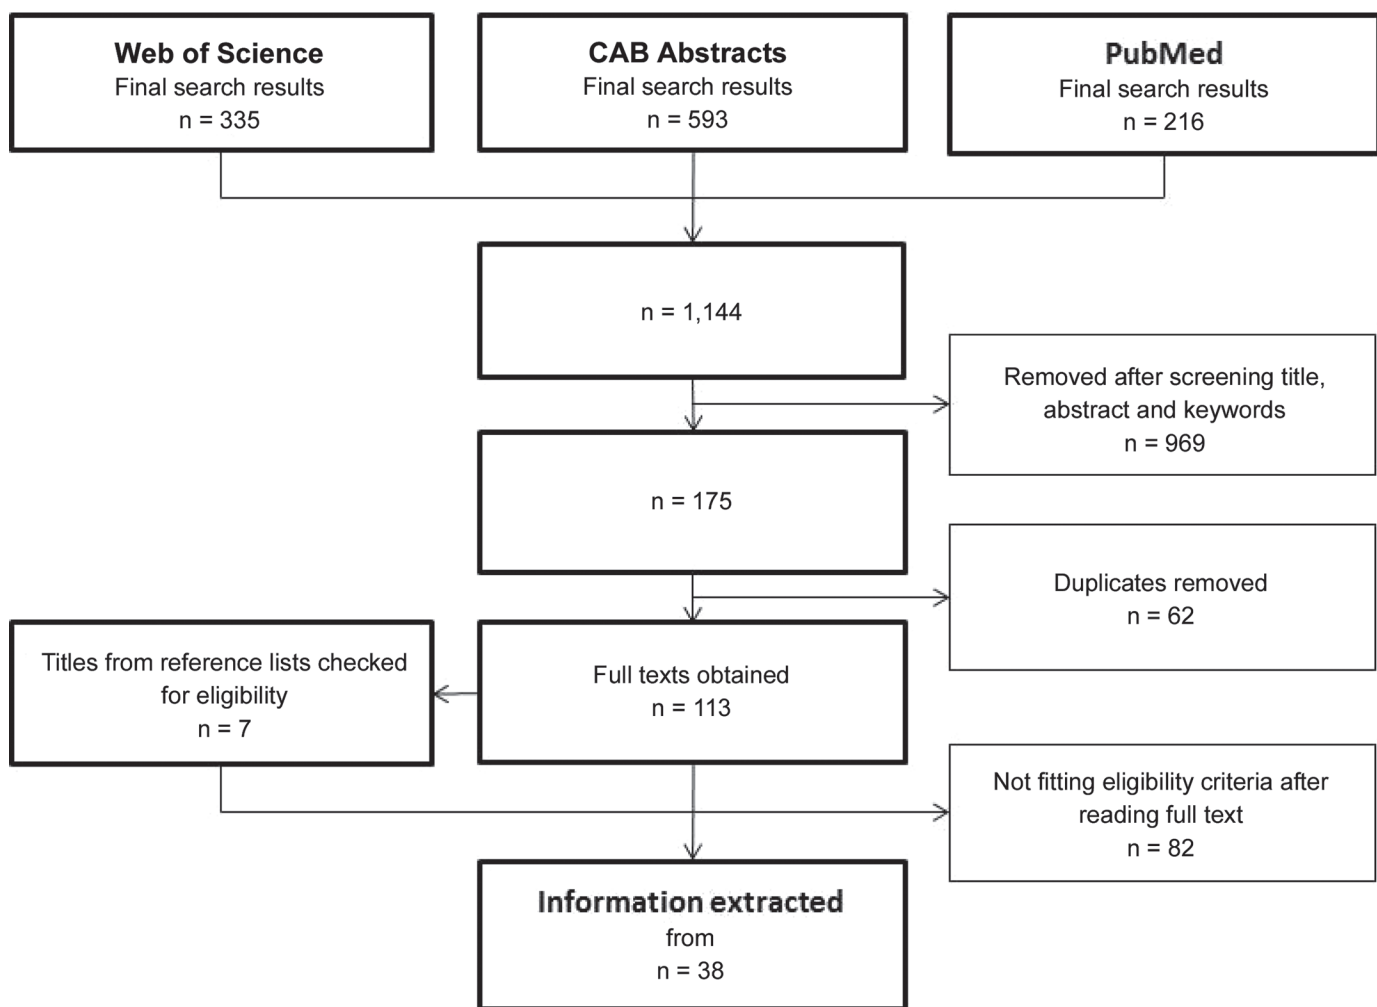 Web of Science
Final search results
n = 335
CAB Abstracts
Final search results
n = 593
PubMed
Final search results
n = 216
n = 1,144
Removed after screening title,
abstract and keywords
n = 969
n = 175
Duplicates removed
n = 62
Titles from reference lists checked
for eligibility
n = 7
Full texts obtained
n = 113
Not fitting eligibility criteria after
reading full text
n = 82
Information extracted
from
n = 38